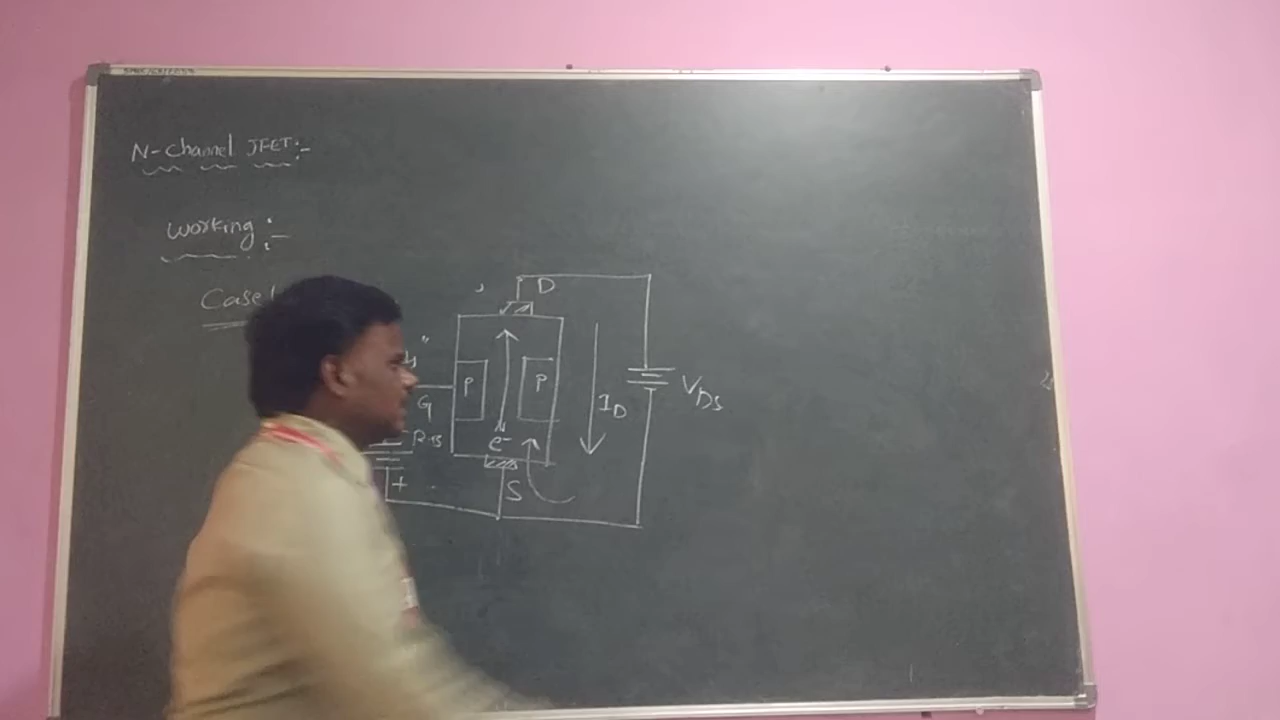 N-Channel JFET:-
Working:-
Case
D
P
P
G
ID
VDS
R.B
e-
+
S